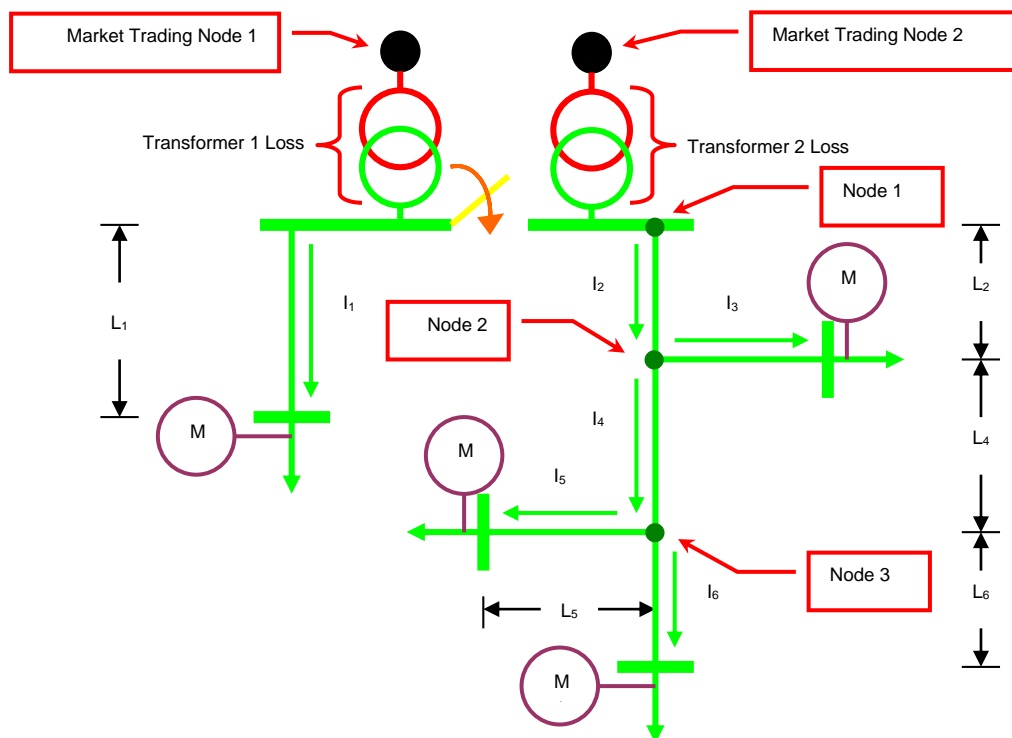 Market Trading Node 1
Market Trading Node 2
Transformer 1 Loss
Transformer 2 Loss
Node 1
M
I2
L2
I1
I3
L1
Node 2
I4
M
M
L4
I5
Node 3
I6
L6
L5
M